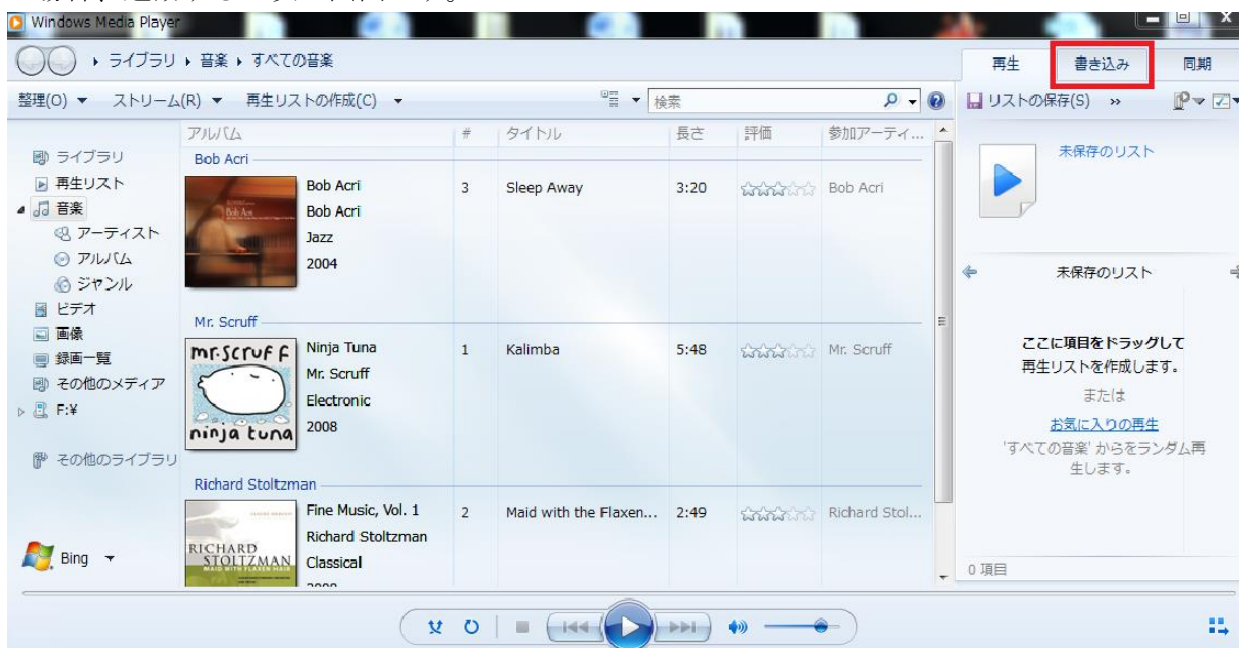 Windows Media Player
ライブラリ ▸ 音楽 ▸ すべての音楽
再生 書き込み 同期
整理(O) ストリーム(R) 再生リストの作成(C) 検索
リストの保存(S) »
アルバム # タイトル 長さ 評価 参加アーティ...
ライブラリ
再生リスト
音楽
アーティスト
アルバム
ジャンル
ビデオ
画像
録画一覧
その他のメディア
F:¥
その他のライブラリ
Bing
Bob Acri
Bob Acri 3 Sleep Away 3:20 Bob Acri
Bob Acri
Jazz
2004
Mr. Scruff
Ninja Tuna 1 Kalimba 5:48 Mr. Scruff
Mr. Scruff
Electronic
2008
mr.scruff
ninja tuna
Richard Stoltzman
Fine Music, Vol. 1 2 Maid with the Flaxen... 2:49 Richard Stol...
Richard Stoltzman
Classical
RICHARD
STOLTZMAN
MAID WITH FLAXEN HAIR
未保存のリスト
未保存のリスト
ここに項目をドラッグして
再生リストを作成します。
または
お気に入りの再生
'すべての音楽' からをランダム再
生します。
0 項目